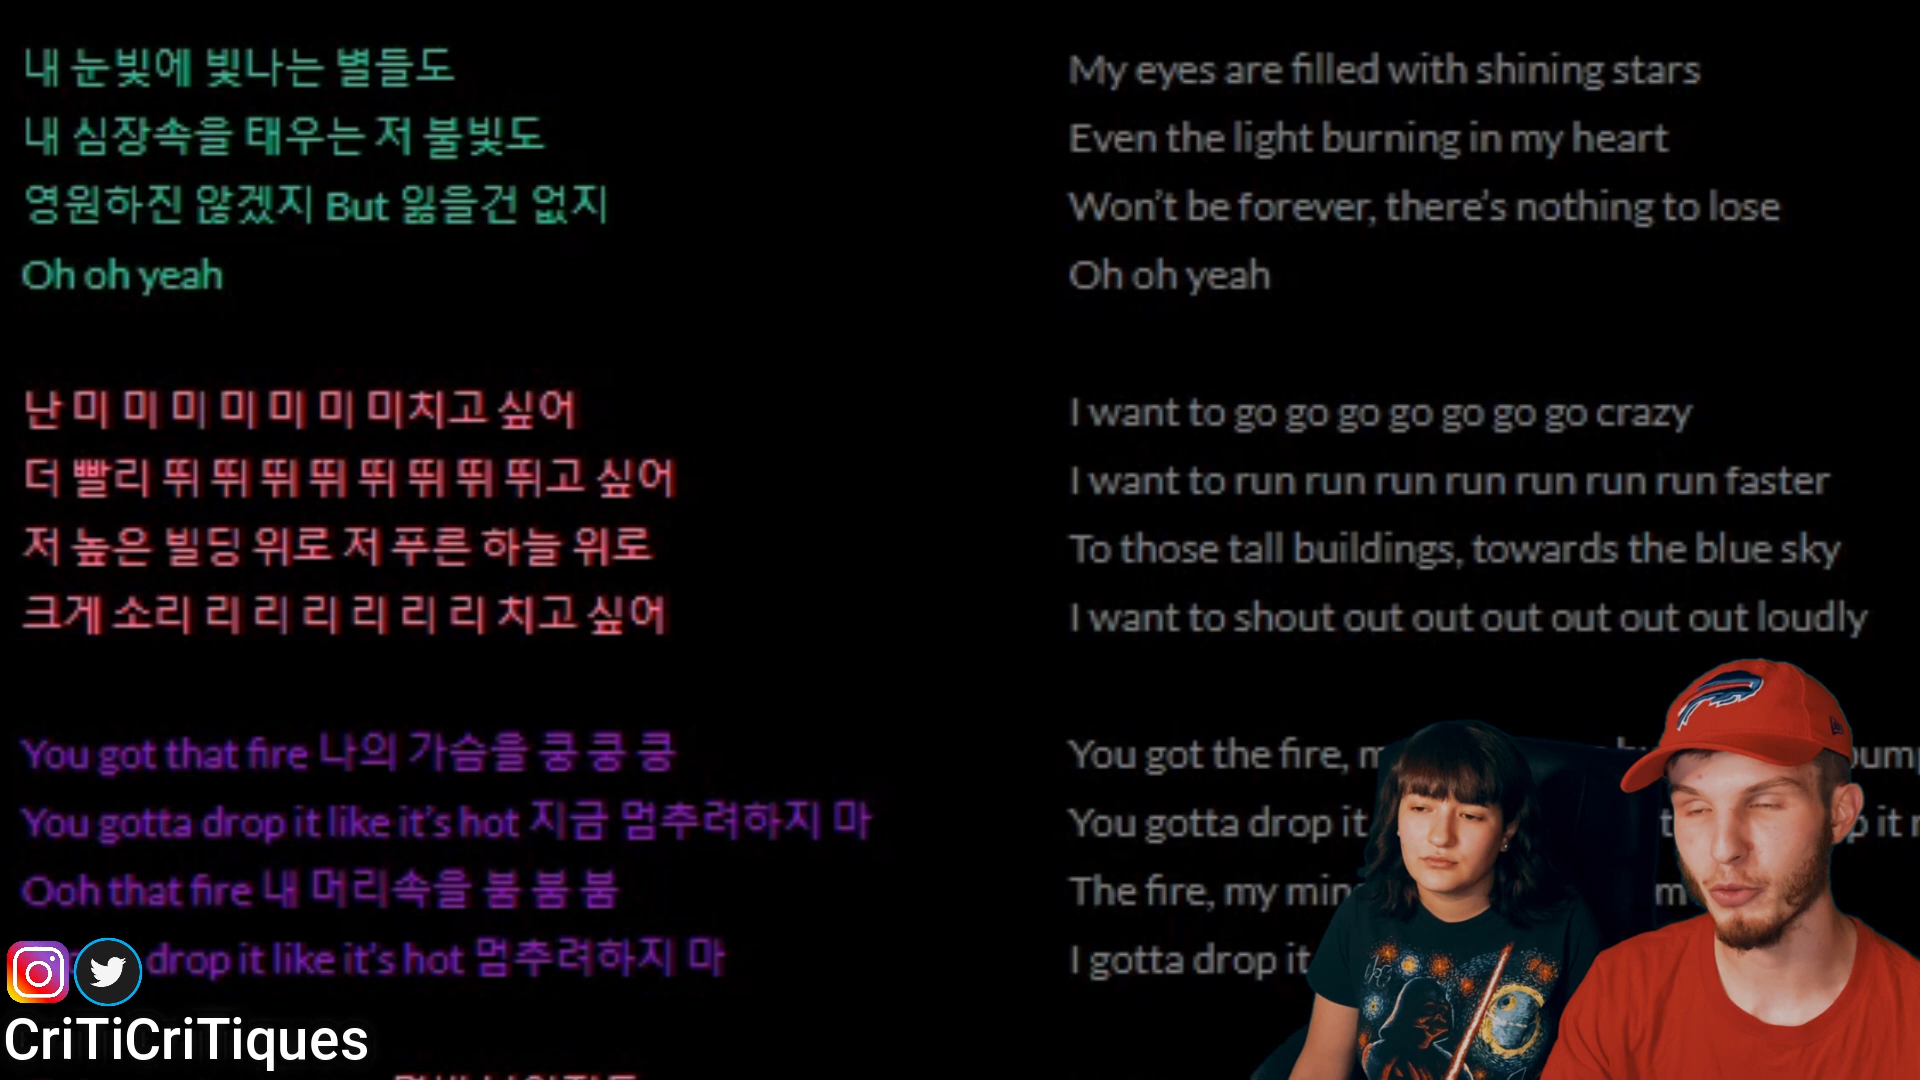 내 눈빛에 빛나는 별들도
내 심장속을 태우는 저 불빛도
영원하진 않겠지 But 잃을건 없지
Oh oh yeah
난 미 미 미 미 미 미 미치고 싶어
더 빨리 뛰 뛰 뛰 뛰 뛰 뛰 뛰 뛰고 싶어
저 높은 빌딩 위로 저 푸른 하늘 위로
크게 소리 리 리 리 리 리 리 치고 싶어
You got that fire 나의 가슴을 쿵 쿵 쿵
You gotta drop it like it's hot 지금 멈추려하지 마
Ooh that fire 내 머리속을 붐 붐 붐
drop it like it's hot 멈추려하지 마
My eyes are filled with shining stars
Even the light burning in my heart
Won't be forever, there's nothing to lose
Oh oh yeah
I want to go go go go go go go crazy
I want to run run run run run run run faster
To those tall buildings, towards the blue sky
I want to shout out out out out out out loudly
You got the fire,
You gotta drop it it
The fire, my
I gotta drop it
CriTiCriTiques